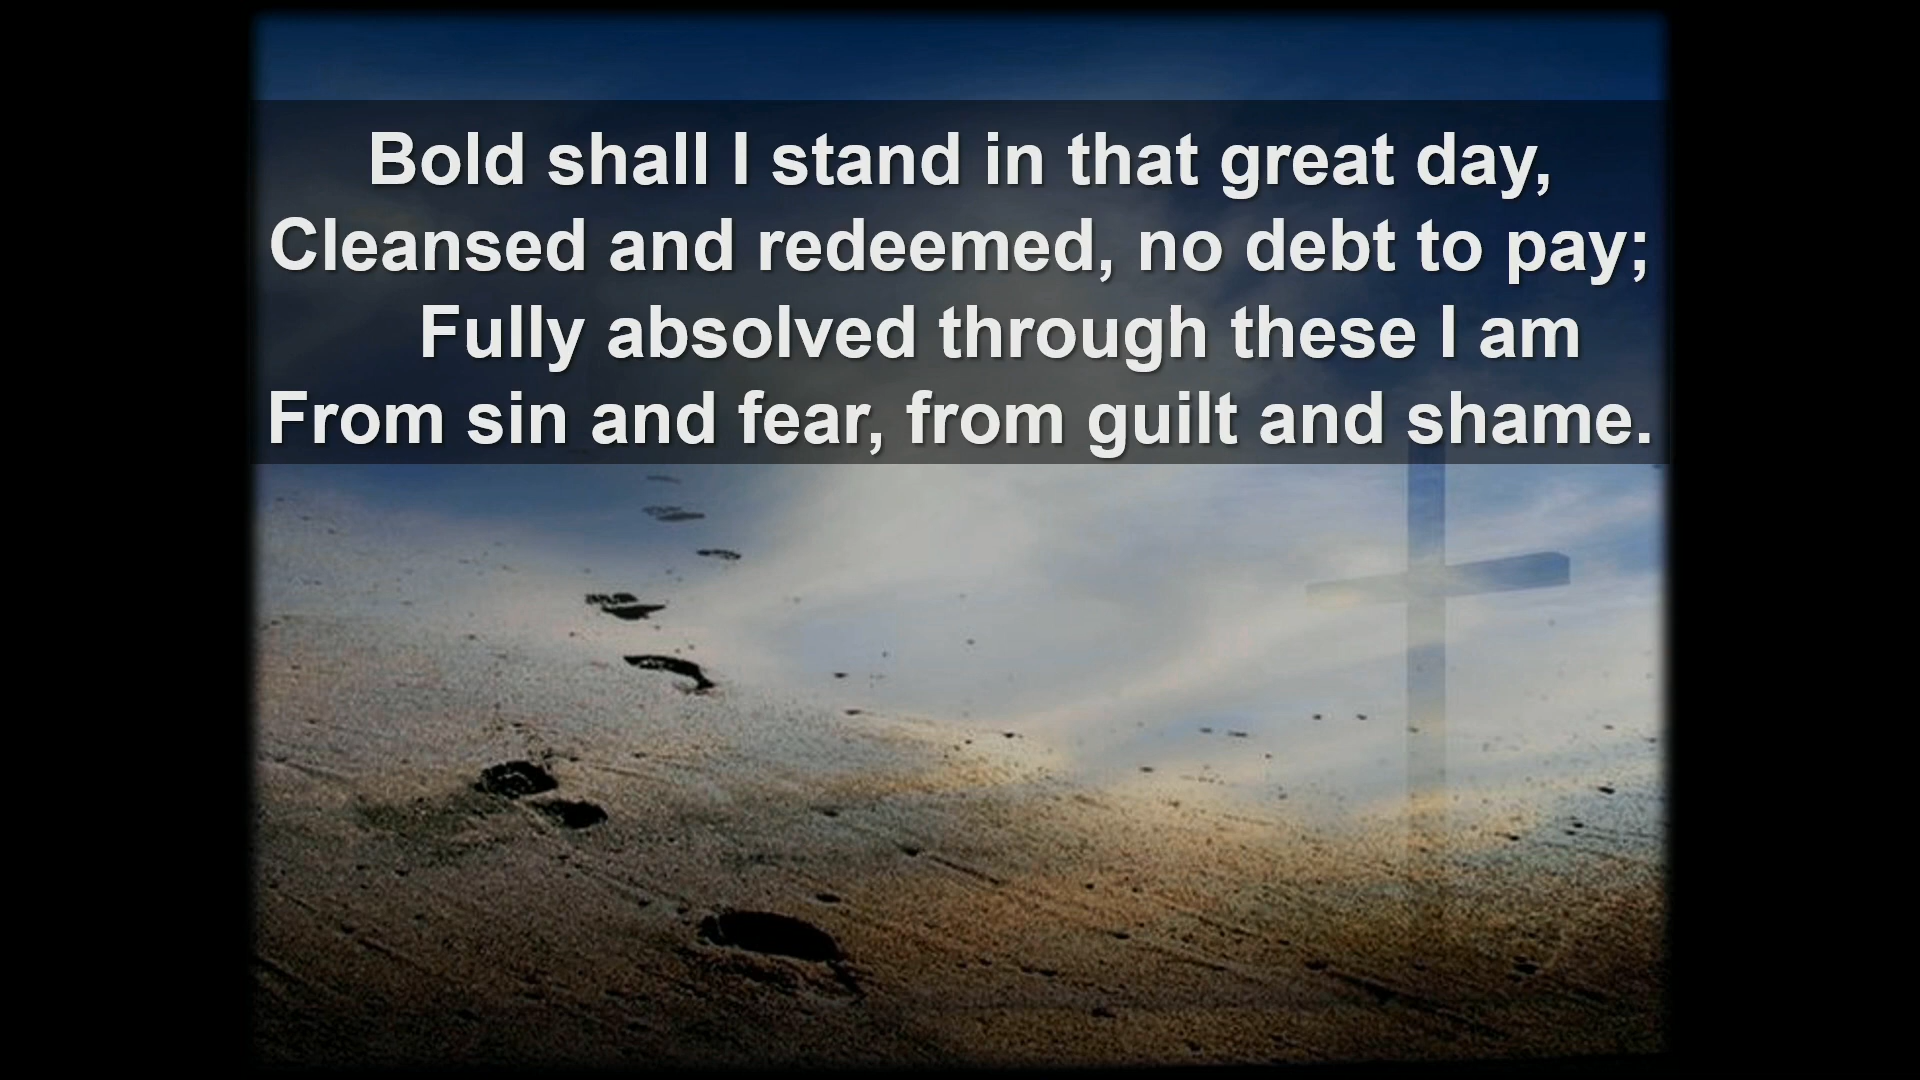 Bold shall I stand in that great day,
Cleansed and redeemed, no debt to pay;
Fully absolved through these I am
From sin and fear, from guilt and shame.